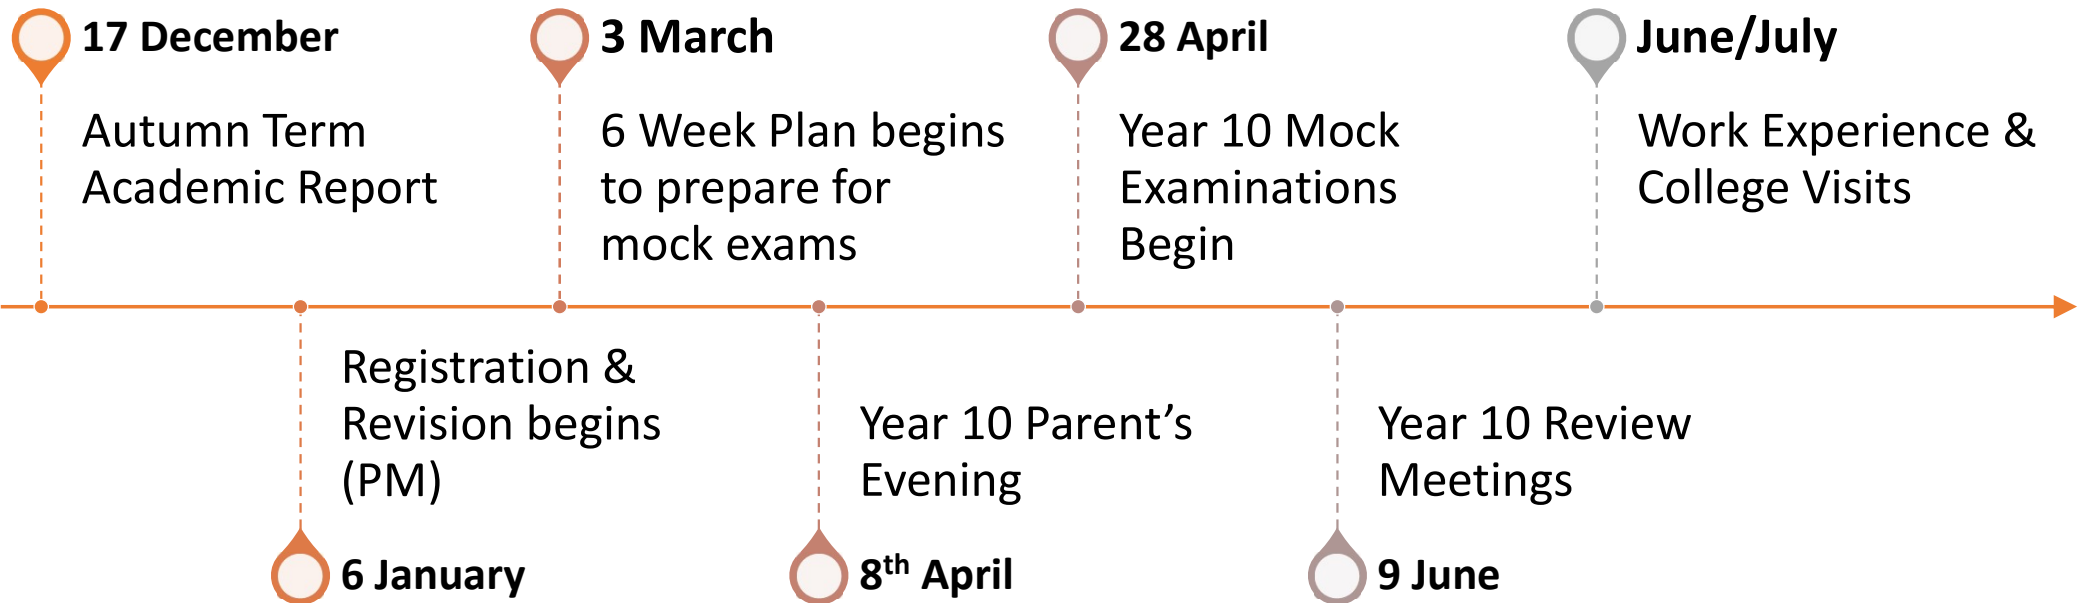 17 December
Autumn Term
Academic Report
6 January
Registration &
Revision begins
(PM)
3 March
6 Week Plan begins
to prepare for
mock exams
8th April
Year 10 Parent’s
Evening
28 April
Year 10 Mock
Examinations
Begin
9 June
Year 10 Review
Meetings
June/July
Work Experience &
College Visits